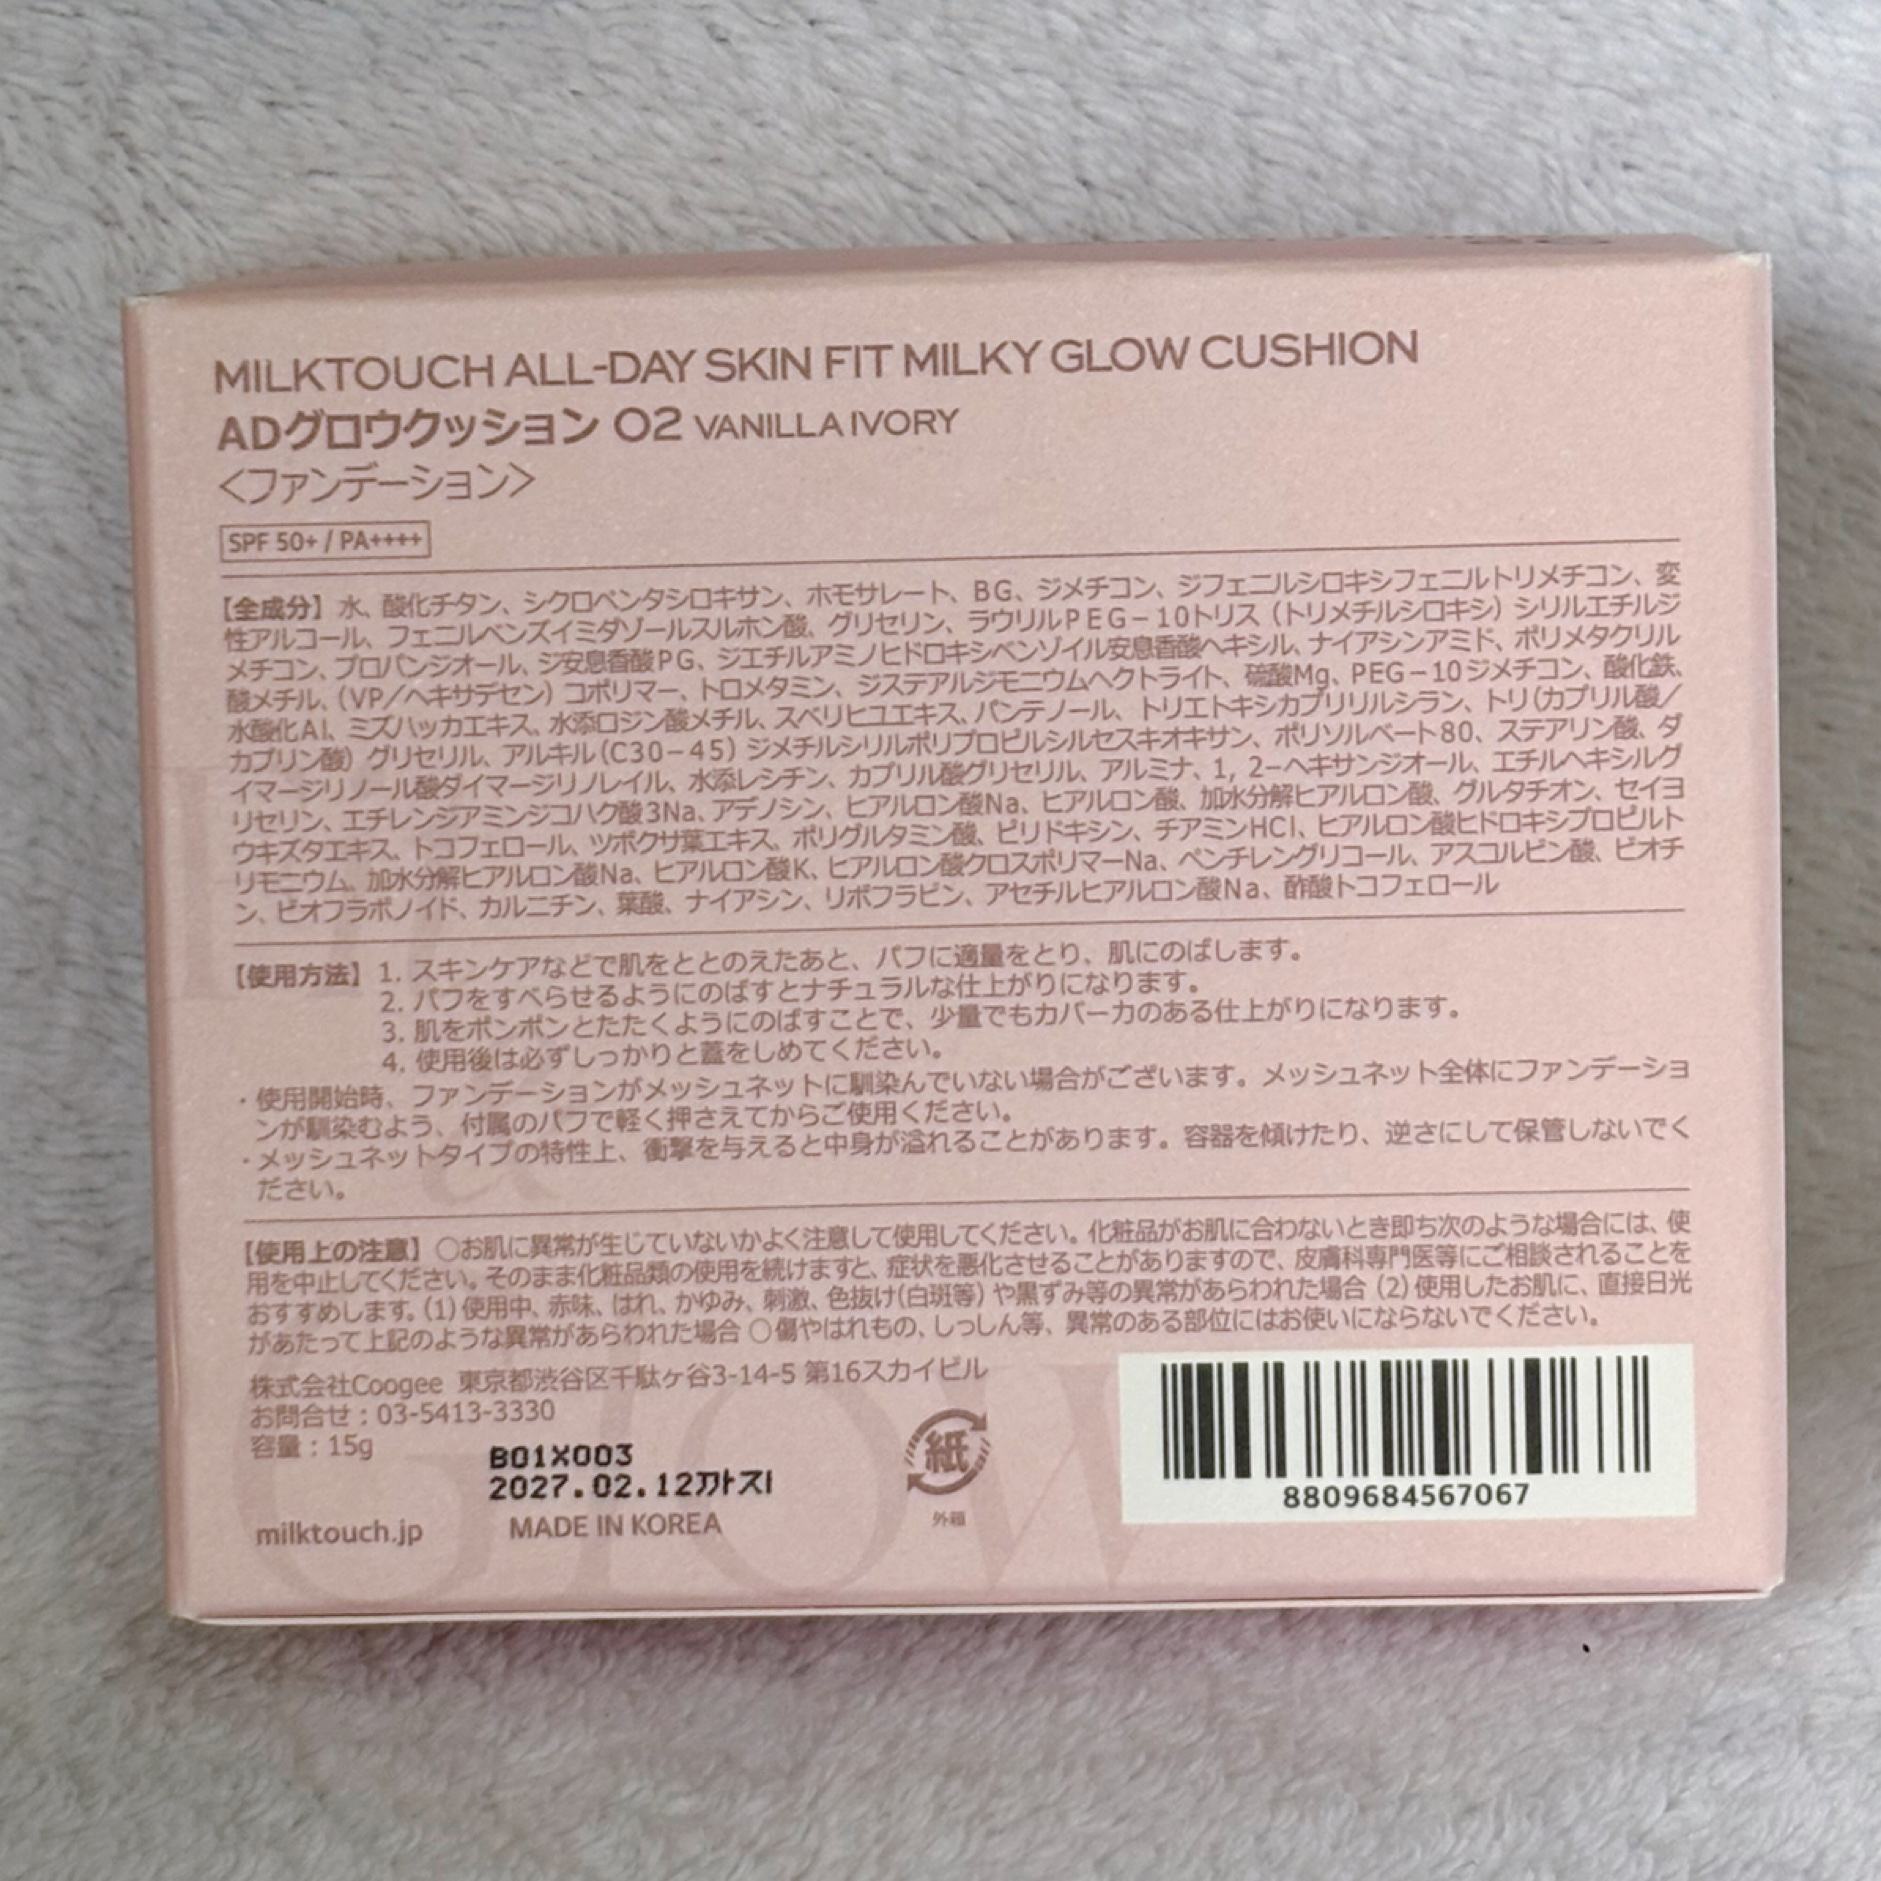 MILKTOUCH ALL-DAY SKIN FIT MILKY GLOW CUSHION
ADグロウクッション 02 VANILLA IVORY
<ファンデーション>
SPF 50+ / PA++++
【全成分】水、酸化チタン、シクロペンタシロキサン、ホモサレート、BG、ジメチコン、ジフェニルシロキシフェニルトリメチコン、変
性アルコール、フェニルベンズイミダゾールスルホン酸、グリセリン、ラウリルPEG-10トリス(トリメチルシロキシ)シリルエチルジ
メチコン、プロパンジオール、ジ安息香酸PG、ジエチルアミノヒドロキシベンゾイル安息香酸ヘキシル、ナイアシンアミド、ポリメタクリル
酸メチル、(VP/ヘキサデセン)コポリマー、トロメタミン、ジステアルジモニウムヘクトライト、硫酸Mg、PEG-10ジメチコン、酸化鉄、
水酸化Al、ミズハッカエキス、水添ロジン酸メチル、スベリヒユエキス、パンテノール、トリエトキシカプリリルシラン、トリ(カプリル酸/
カプリン酸)グリセリル、アルキル(C30-45)ジメチルシリルポリプロピルシルセスキオキサン、ポリソルベート80、ステアリン酸、ダ
イマージリノール酸ダイマージリノレイル、水添レシチン、カプリル酸グリセリル、アルミナ、1, 2-ヘキサンジオール、エチルヘキシルグ
リセリン、エチレンジアミンジコハク酸3Na、アデノシン、ヒアルロン酸Na、ヒアルロン酸、加水分解ヒアルロン酸、グルタチオン、セイヨ
ウキズタエキス、トコフェロール、ツボクサ葉エキス、ポリグルタミン酸、ピリドキシン、チアミンHCl、ヒアルロン酸ヒドロキシプロピルト
リモニウム、加水分解ヒアルロン酸Na、ヒアルロン酸K、ヒアルロン酸クロスポリマーNa、ペンチレングリコール、アスコルビン酸、ビオチ
ン、ビオフラボノイド、カルニチン、葉酸、ナイアシン、リボフラビン、アセチルヒアルロン酸Na、酢酸トコフェロール
【使用方法】1. スキンケアなどで肌をととのえたあと、パフに適量をとり、肌にのばします。
2. パフをすべらせるようにのばすとナチュラルな仕上がりになります。
3. 肌をポンポンとたたくようにのばすことで、少量でもカバー力のある仕上がりになります。
4. 使用後は必ずしっかりと蓋をしめてください。
・使用開始時、ファンデーションがメッシュネットに馴染んでいない場合がございます。メッシュネット全体にファンデーショ
ンが馴染むよう、付属のパフで軽く押さえてからご使用ください。
・メッシュネットタイプの特性上、衝撃を与えると中身が溢れることがあります。容器を傾けたり、逆さにして保管しないでく
ださい。
【使用上の注意】〇お肌に異常が生じていないかよく注意して使用してください。化粧品がお肌に合わないとき即ち次のような場合には、使
用を中止してください。そのまま化粧品類の使用を続けますと、症状を悪化させることがありますので、皮膚科専門医等にご相談されることを
おすすめします。(1)使用中、赤味、はれ、かゆみ、刺激、色抜け(白斑等)や黒ずみ等の異常があらわれた場合(2)使用したお肌に、直接日光
があたって上記のような異常があらわれた場合 〇傷やはれもの、しっしん等、異常のある部位にはお使いにならないでください。
株式会社Coogee 東京都渋谷区千駄ヶ谷3-14-5 第16スカイビル
お問合せ:03-5413-3330
容量:15g
B01X003
2027.02.12까지
MADE IN KOREA
milktouch.jp
紙
外箱
8809684567067
Glow